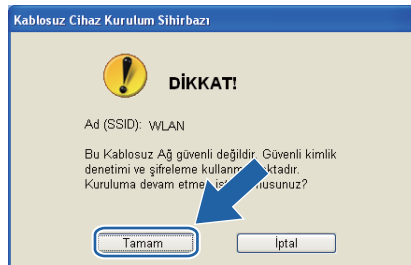 Kablosuz Cihaz Kurulum Sihirbazı
DİKKAT!
Ad (SSID): WLAN
Bu Kablosuz Ağ güvenli değildir. Güvenli kimlik
denetimi ve şifreleme
Kuruluma devam etmek
Tamam
İptal